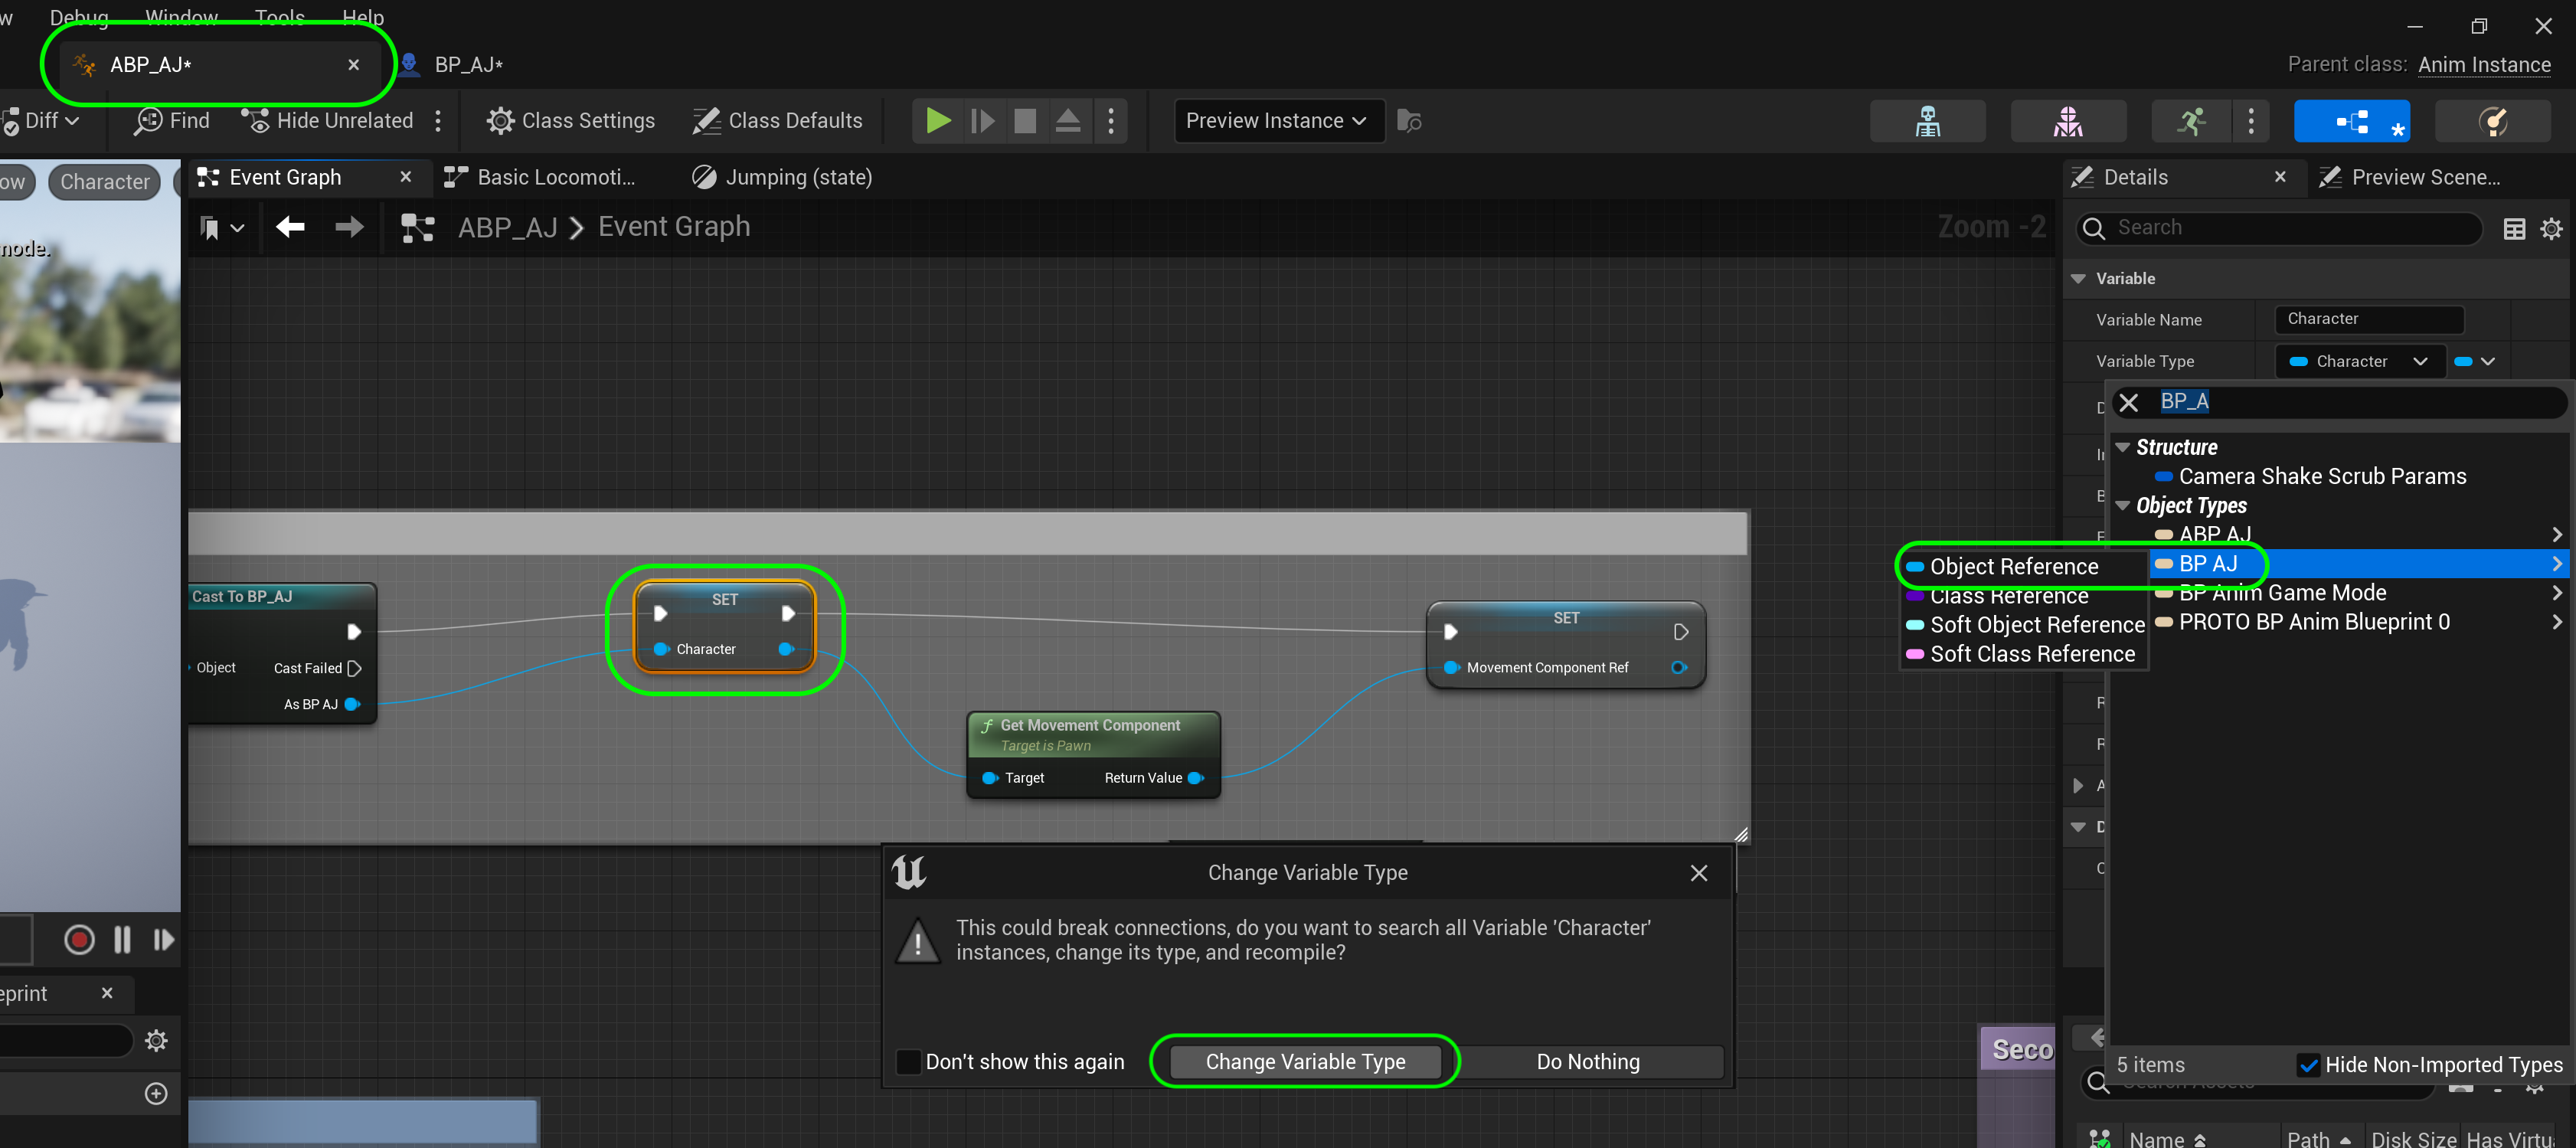 w Debug Window Tools Help
ABP_AJ*
BP_AJ*
Parent class: Anim Instance
Diff
Find
Hide Unrelated
Class Settings
Class Defaults
Preview Instance
ow
Character
Event Graph
Basic Locomoti...
Jumping (state)
Details
Preview Scene...
ABP_AJ > Event Graph
Zoom -2
Search
mode.
Variable
Variable Name
Character
Variable Type
Character
BP_A
Structure
Camera Shake Scrub Params
Object Types
ABP AJ
BP AJ
BP Anim Game Mode
PROTO BP Anim Blueprint 0
Object Reference
Class Reference
Soft Object Reference
Soft Class Reference
Cast To BP_AJ
Object
Cast Failed
As BP AJ
SET
Character
SET
Movement Component Ref
Get Movement Component
Target is Pawn
Target
Return Value
Change Variable Type
This could break connections, do you want to search all Variable 'Character'
instances, change its type, and recompile?
Don't show this again
Change Variable Type
Do Nothing
eprint
Seco
5 items
Hide Non-Imported Types
Search Assets
Name
Path
Disk Size
Has Virtu